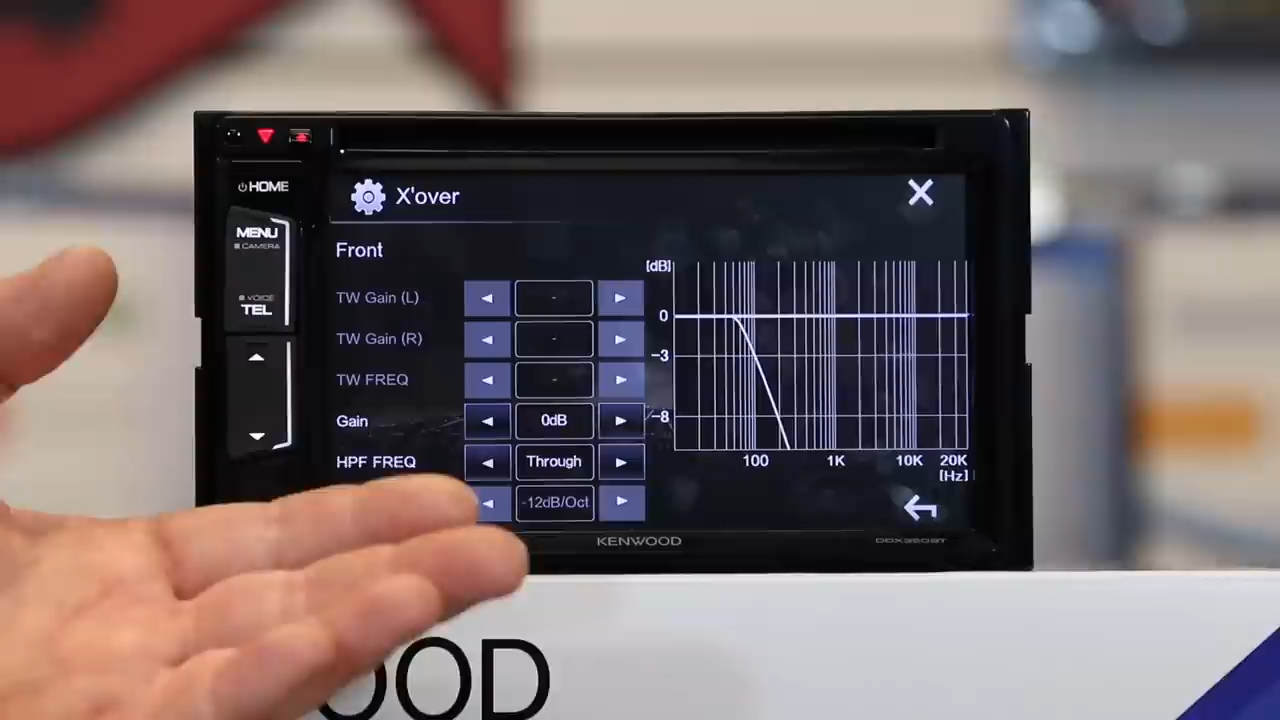 HOME
MENU
CAMERA
VOICE
TEL
X'over
Front
TW Gain (L) -
TW Gain (R) -
TW FREQ -
Gain 0dB
HPF FREQ Through
-12dB/Oct
[dB]
0
-3
-8
100 1K 10K 20K
[Hz]
KENWOOD
OOD